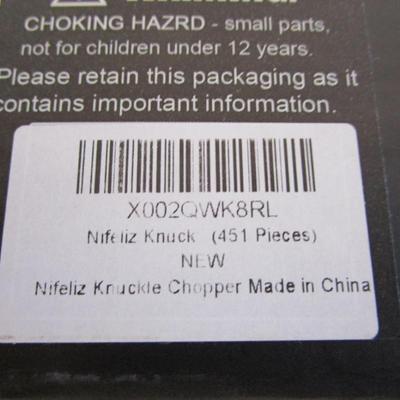 CHOKING HAZRD - small parts,
not for children under 12 years.
Please retain this packaging as it
contains important information.
X002QWK8RL
Nifeliz Knuck (451 Pieces)
NEW
Nifeliz Knuckle Chopper Made in China